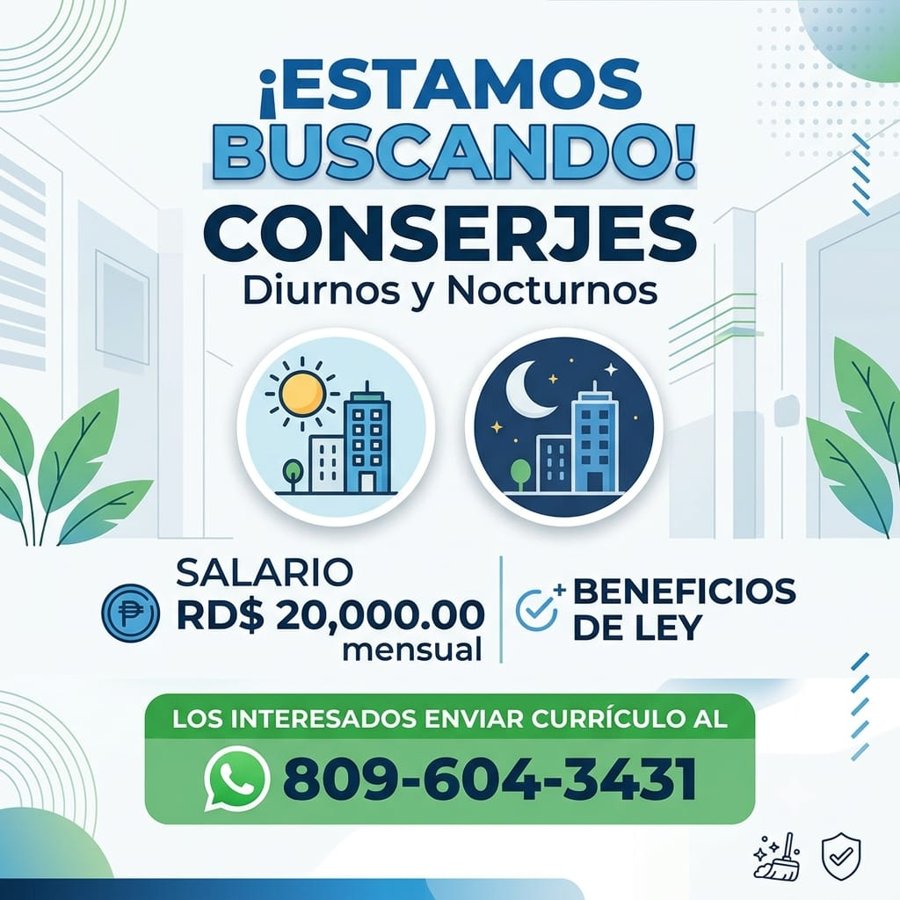 ¡ESTAMOS
BUSCANDO!
CONSERJES
Diurnos y Nocturnos
SALARIO
RD$ 20,000.00
mensual
BENEFICIOS
DE LEY
LOS INTERESADOS ENVIAR CURRÍCULO AL
809-604-3431